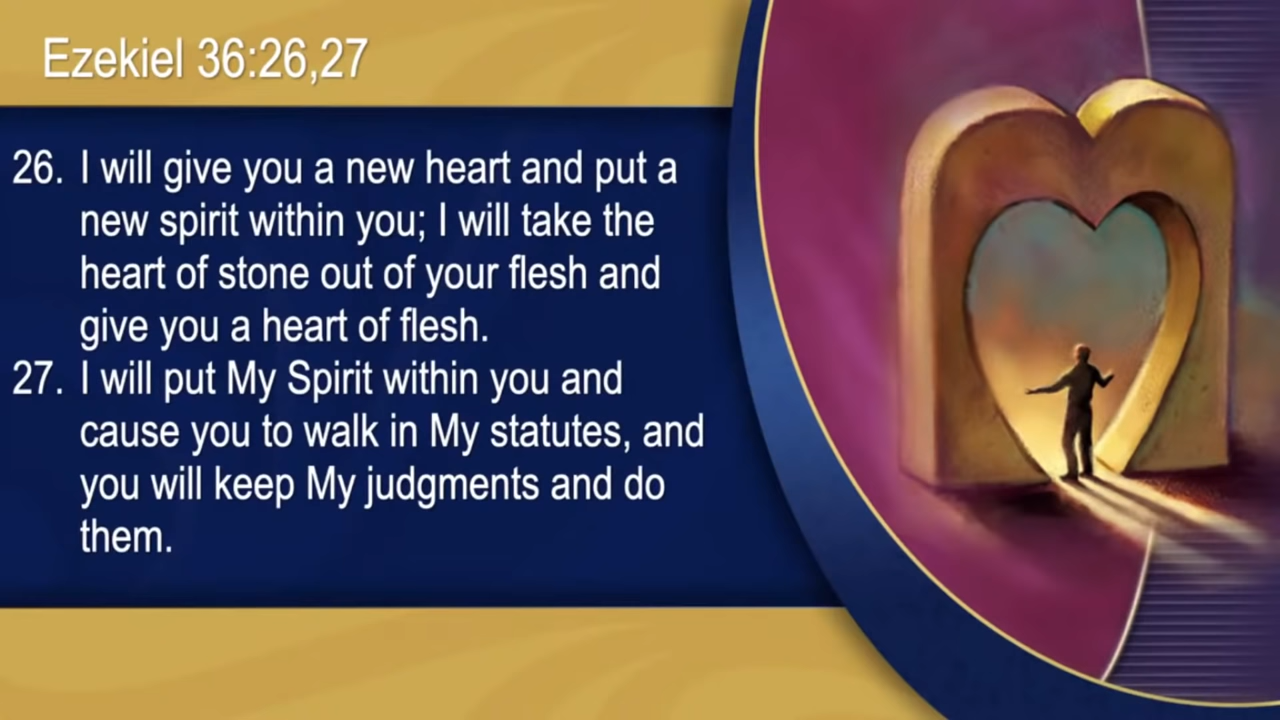 Ezekiel 36:26,27
26. I will give you a new heart and put a
new spirit within you; I will take the
heart of stone out of your flesh and
give you a heart of flesh.
27. I will put My Spirit within you and
cause you to walk in My statutes, and
you will keep My judgments and do
them.